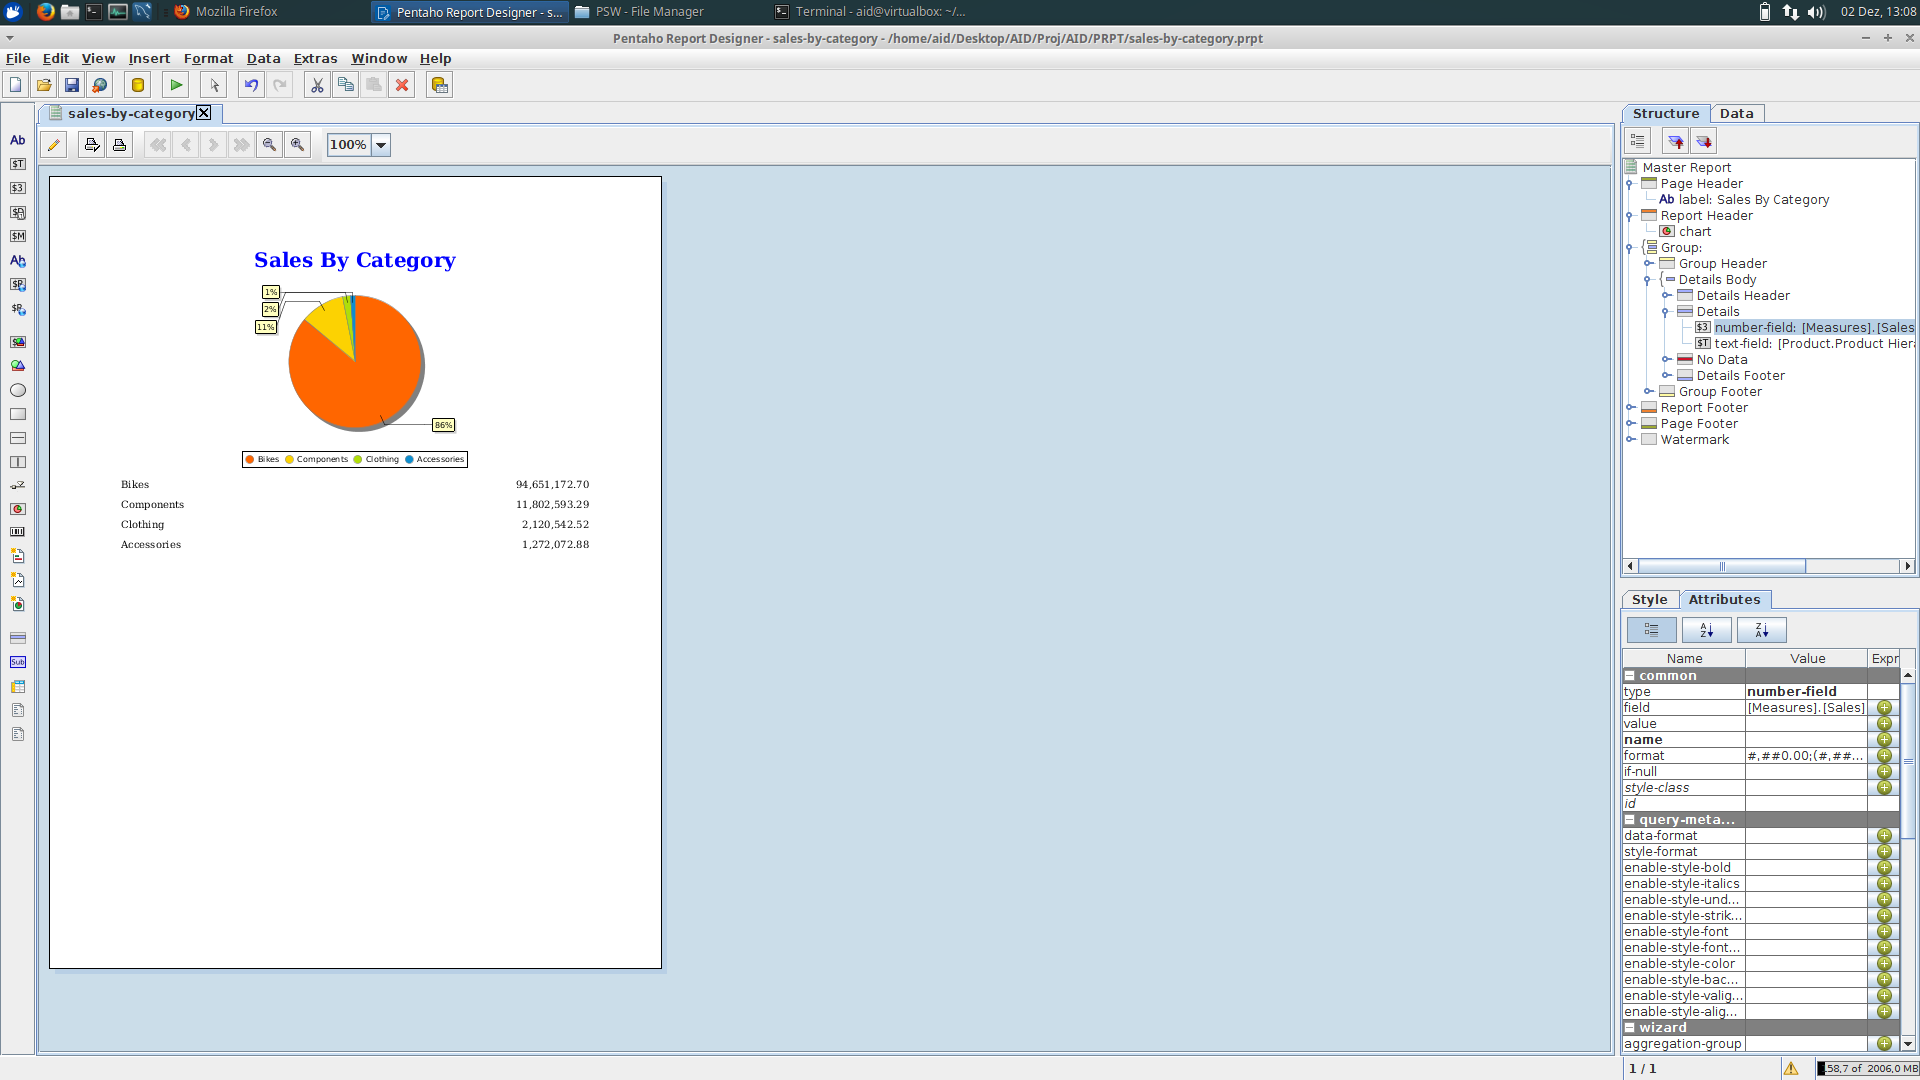 Mozilla Firefox
Pentaho Report Designer - s...
PSW - File Manager
Terminal - aid@virtualbox: ~/...
02 Dez, 13:08
Pentaho Report Designer - sales-by-category - /home/aid/Desktop/AID/Proj/AID/PRPT/sales-by-category.prpt
File Edit View Insert Format Data Extras Window Help
sales-by-category
100%
Sales By Category
1%
2%
11%
86%
Bikes Components Clothing Accessories
Bikes 94,651,172.70
Components 11,802,593.29
Clothing 2,120,542.52
Accessories 1,272,072.88
Structure Data
Master Report
Page Header
Ab label: Sales By Category
Report Header
chart
Group:
Group Header
Details Body
Details Header
Details
number-field: [Measures].[Sales
text-field: [Product.Product Hier
No Data
Details Footer
Group Footer
Report Footer
Page Footer
Watermark
Style Attributes
Name Value Expr
common
type number-field
field [Measures].[Sales]
value
name
format #,##0.00;(#,##...
if-null
style-class
id
query-meta...
data-format
style-format
enable-style-bold
enable-style-italics
enable-style-und...
enable-style-strik...
enable-style-font
enable-style-font...
enable-style-color
enable-style-bac...
enable-style-valig...
enable-style-alig...
wizard
aggregation-group
1 / 1
58,7 of 2006,0 MB